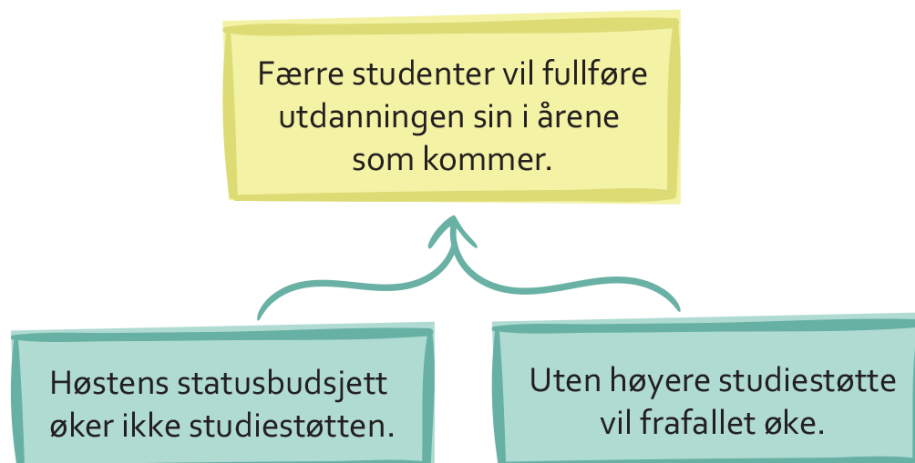 Færre studenter vil fullføre
utdanningen sin i årene
som kommer.
Høstens statusbudsjett
øker ikke studiestøtten.
Uten høyere studiestøtte
vil frafallet øke.